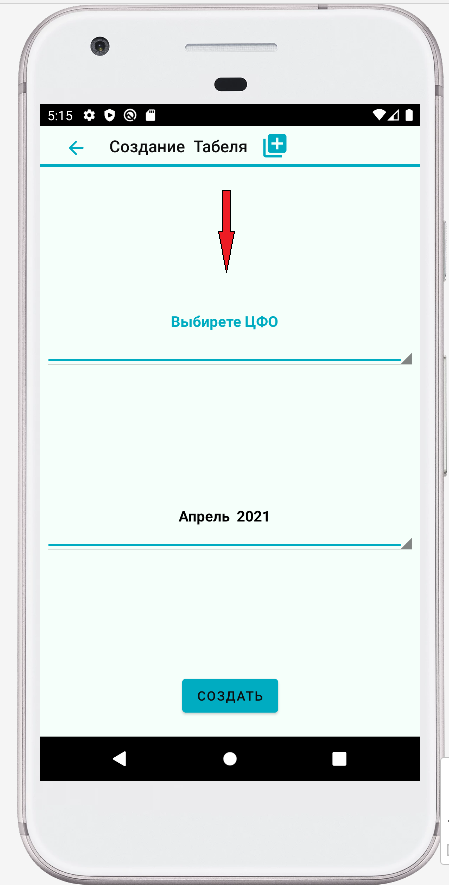 5:15
Создание Табеля
Выбирете ЦФО
Апрель 2021
СОЗДАТЬ